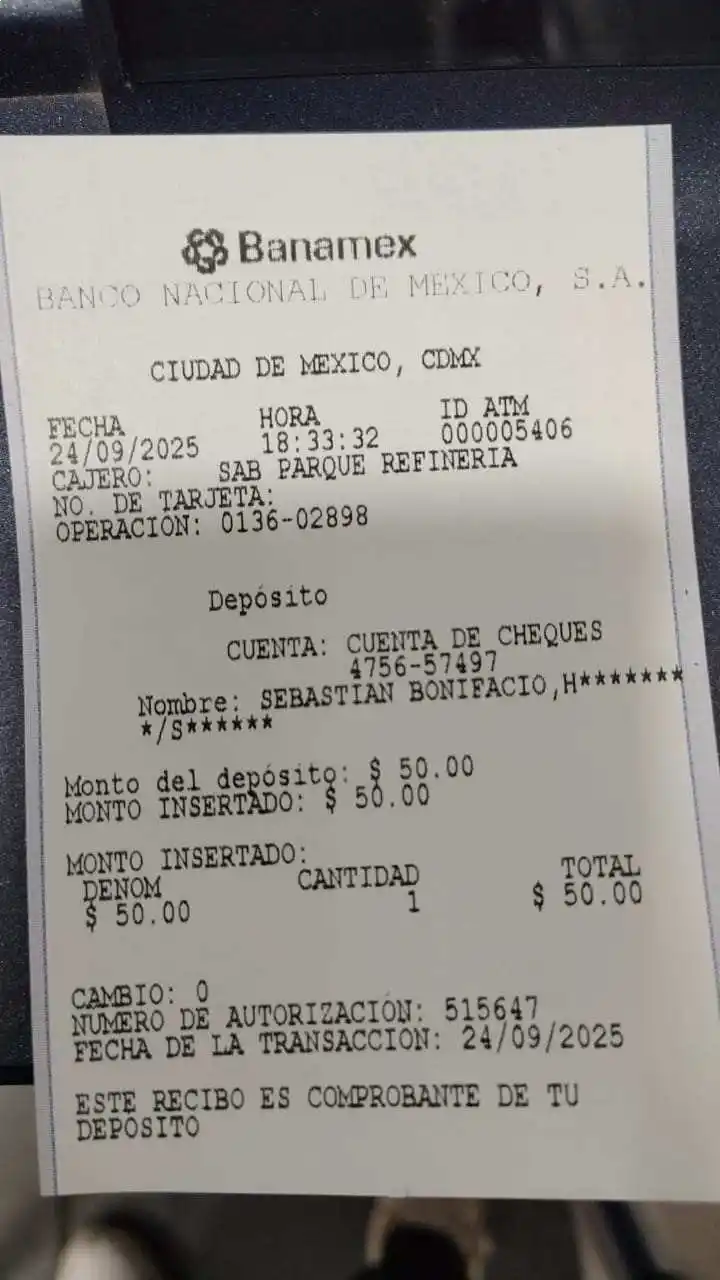 Banamex
BANCO NACIONAL DE MEXICO, S.A.
CIUDAD DE MEXICO, CDMX
FECHA HORA ID ATM
24/09/2025 18:33:32 000005406
CAJERO: SAB PARQUE REFINERIA
NO. DE TARJETA:
OPERACION: 0136-02898
Depósito
CUENTA: CUENTA DE CHEQUES
4756-57497
Nombre: SEBASTIAN BONIFACIO,H*******
*/S******
Monto del depósito: $ 50.00
MONTO INSERTADO: $ 50.00
MONTO INSERTADO:
DENOM CANTIDAD TOTAL
$ 50.00 1 $ 50.00
CAMBIO: 0
NUMERO DE AUTORIZACIÓN: 515647
FECHA DE LA TRANSACCION: 24/09/2025
ESTE RECIBO ES COMPROBANTE DE TU
DEPOSITO